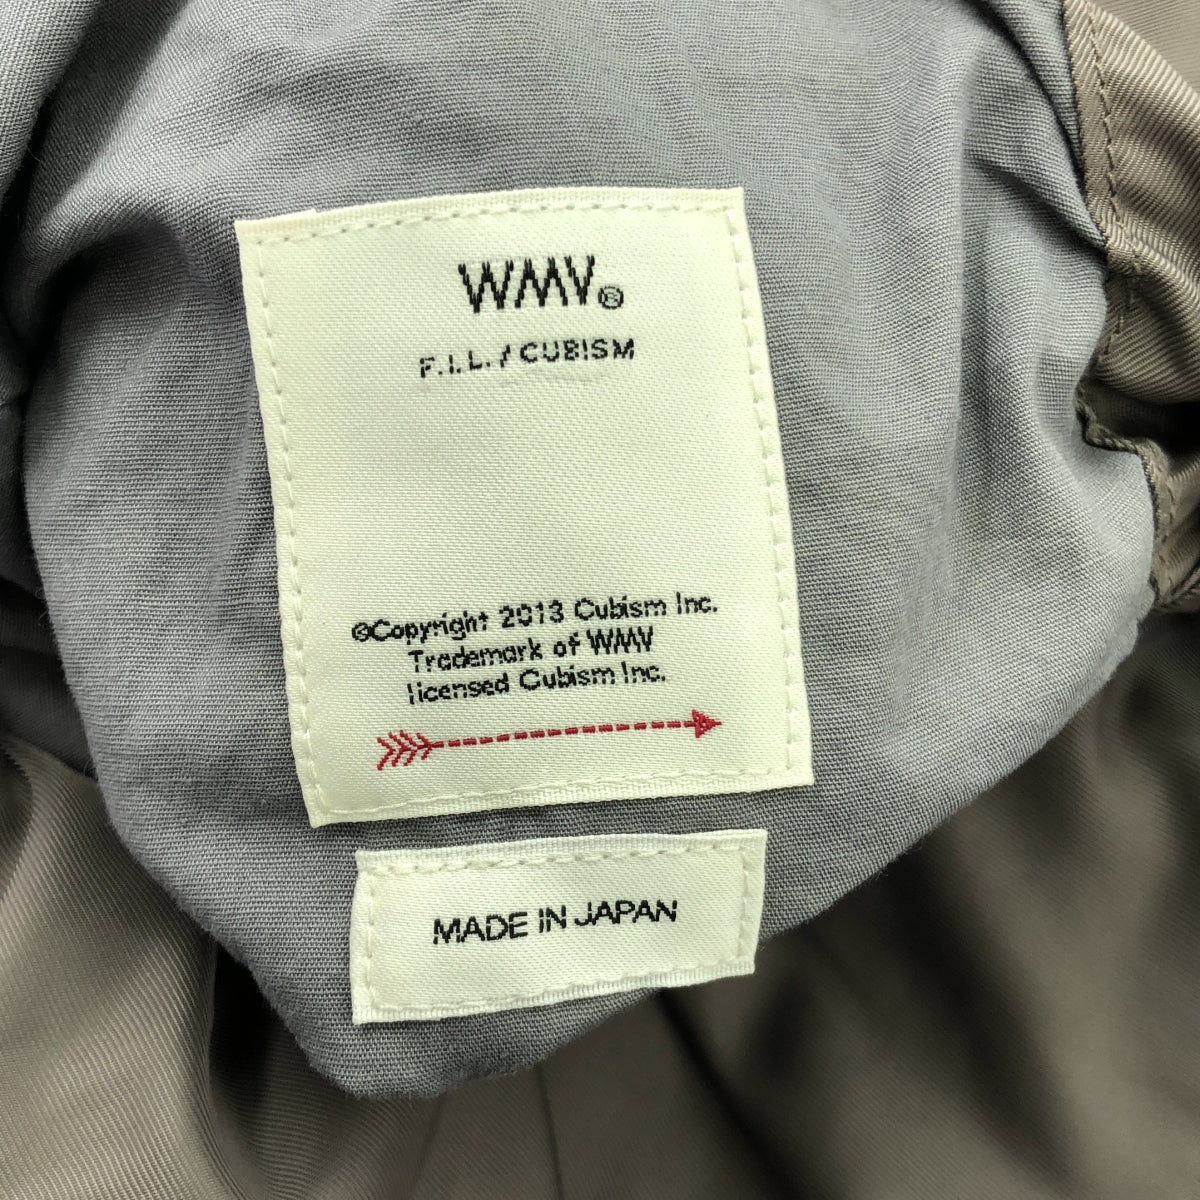 WMV®
F.I.L. / CUBISM
©Copyright 2013 Cubism Inc.
Trademark of WMV
licensed Cubism Inc.
MADE IN JAPAN